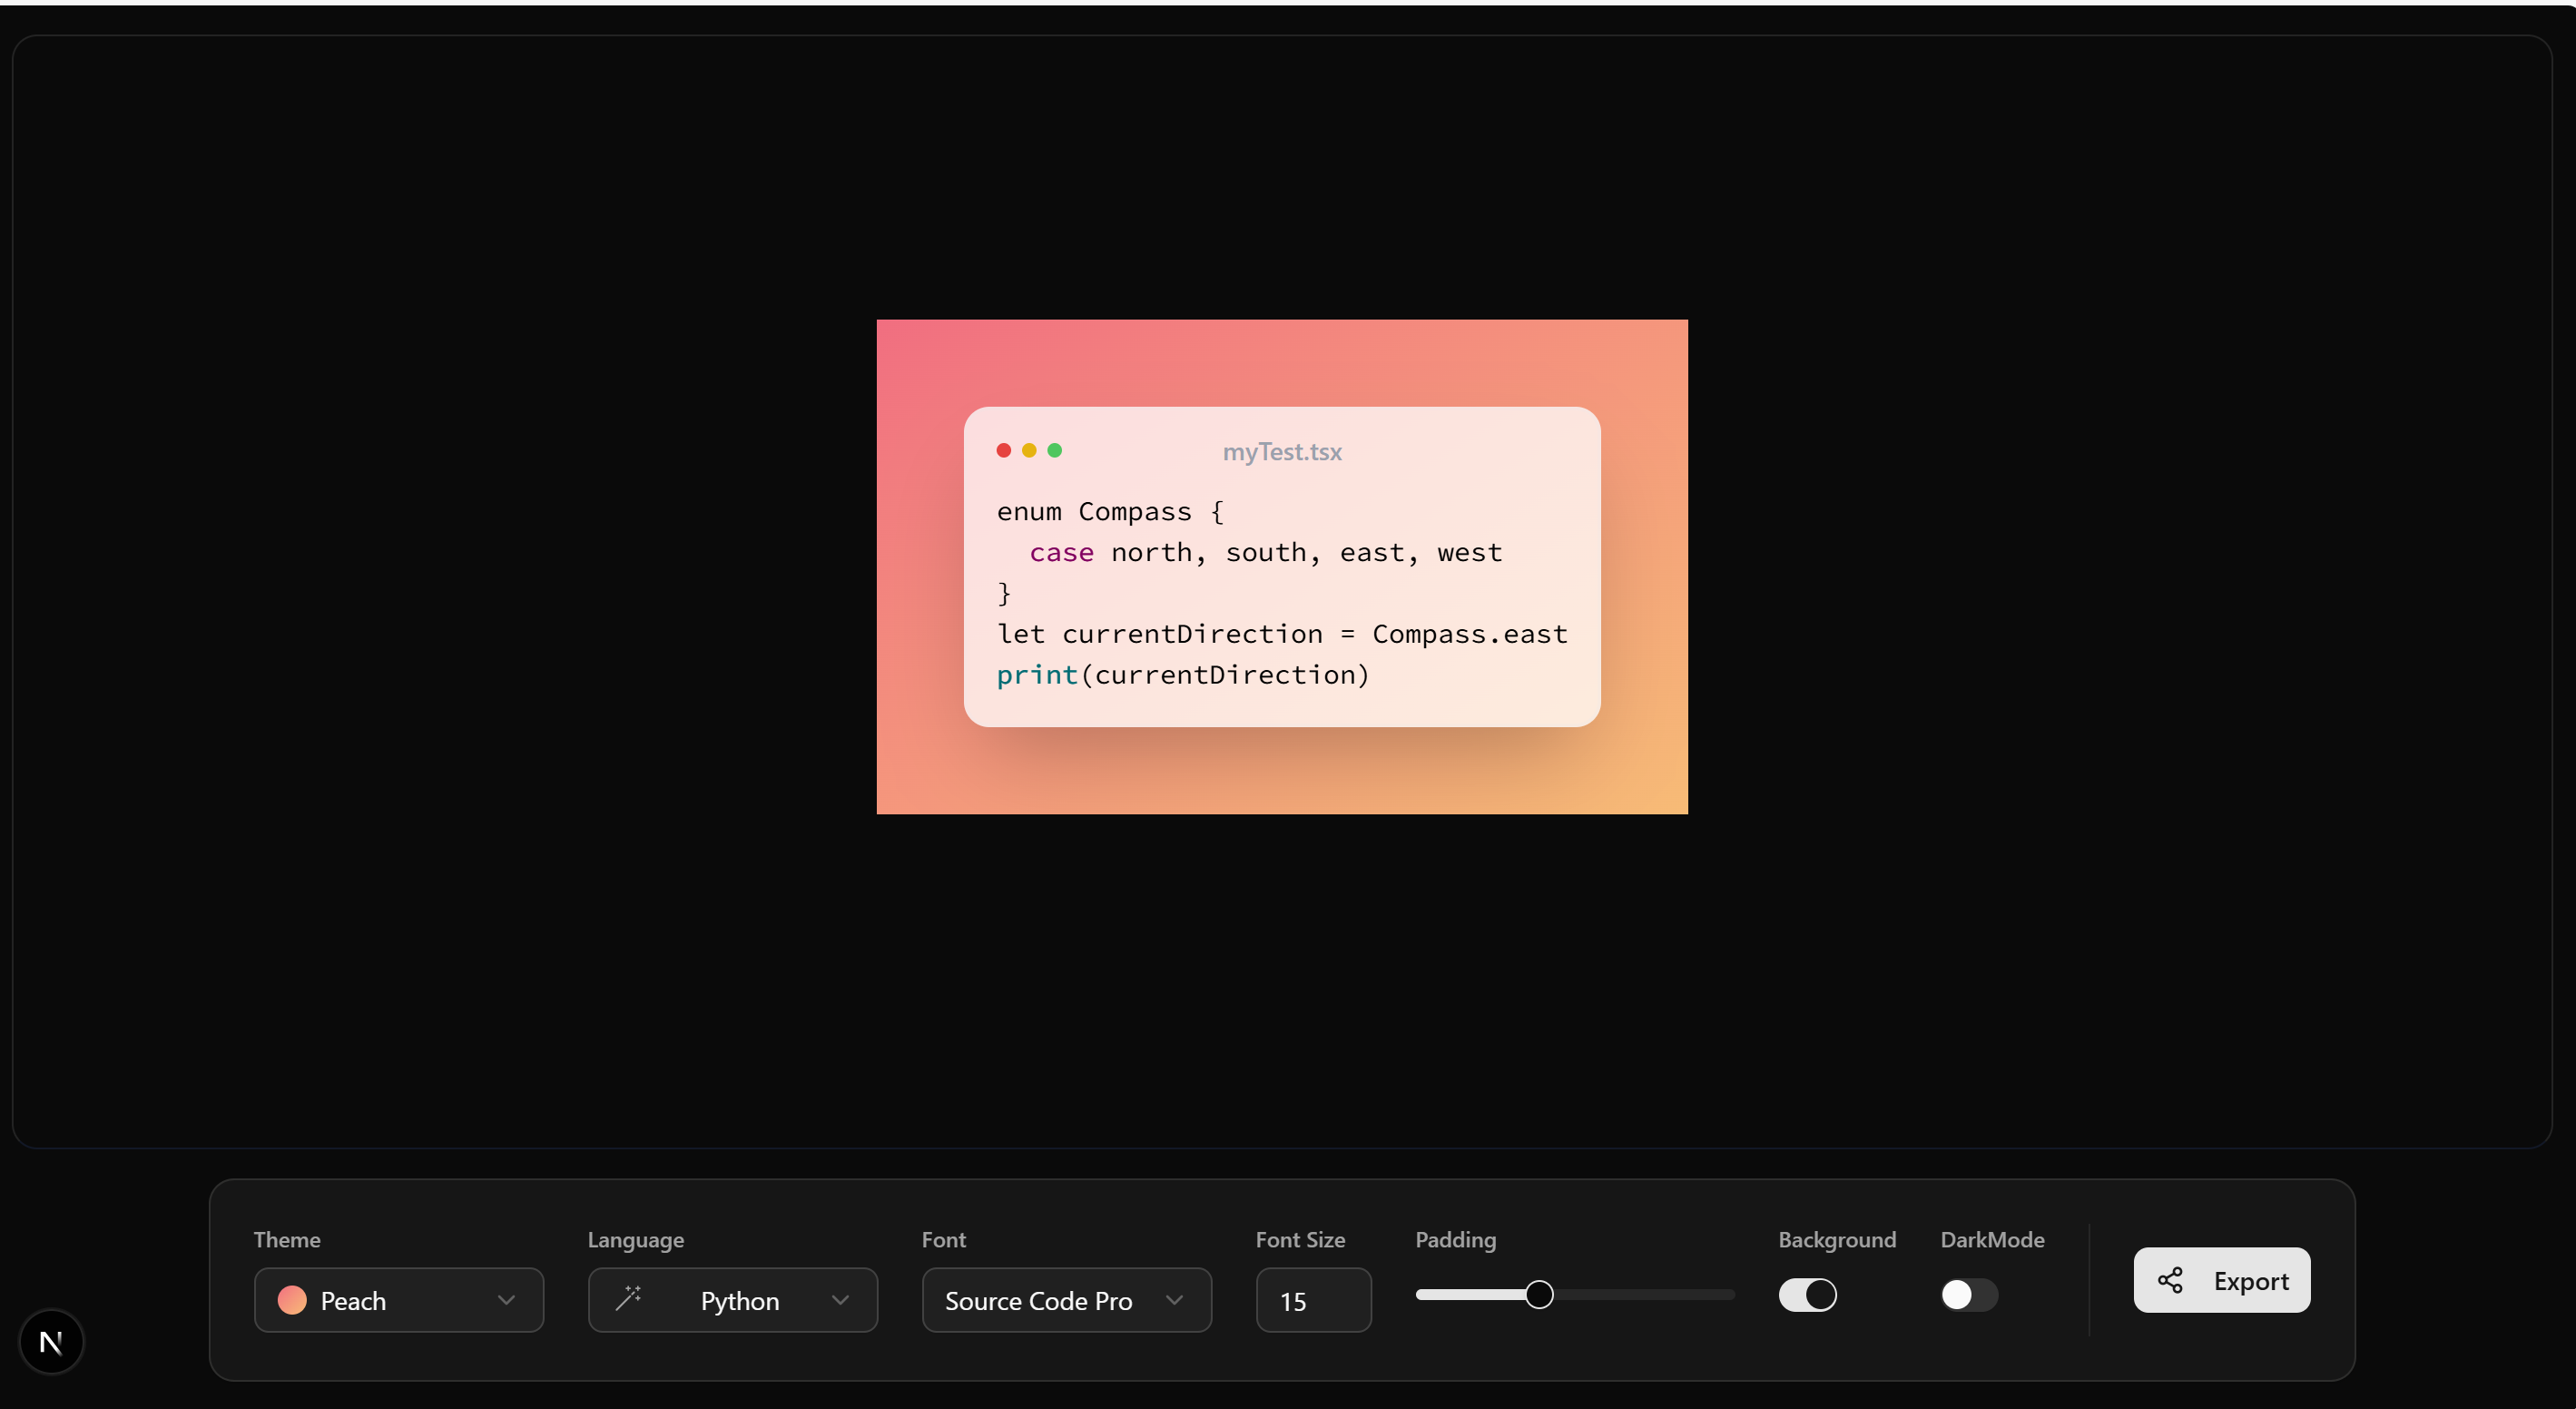 myTest.tsx
enum Compass {
  case north, south, east, west
}
let currentDirection = Compass.east
print(currentDirection)
Theme
Language
Font
Font Size
Padding
Background
DarkMode
Peach
Python
Source Code Pro
15
Export
N